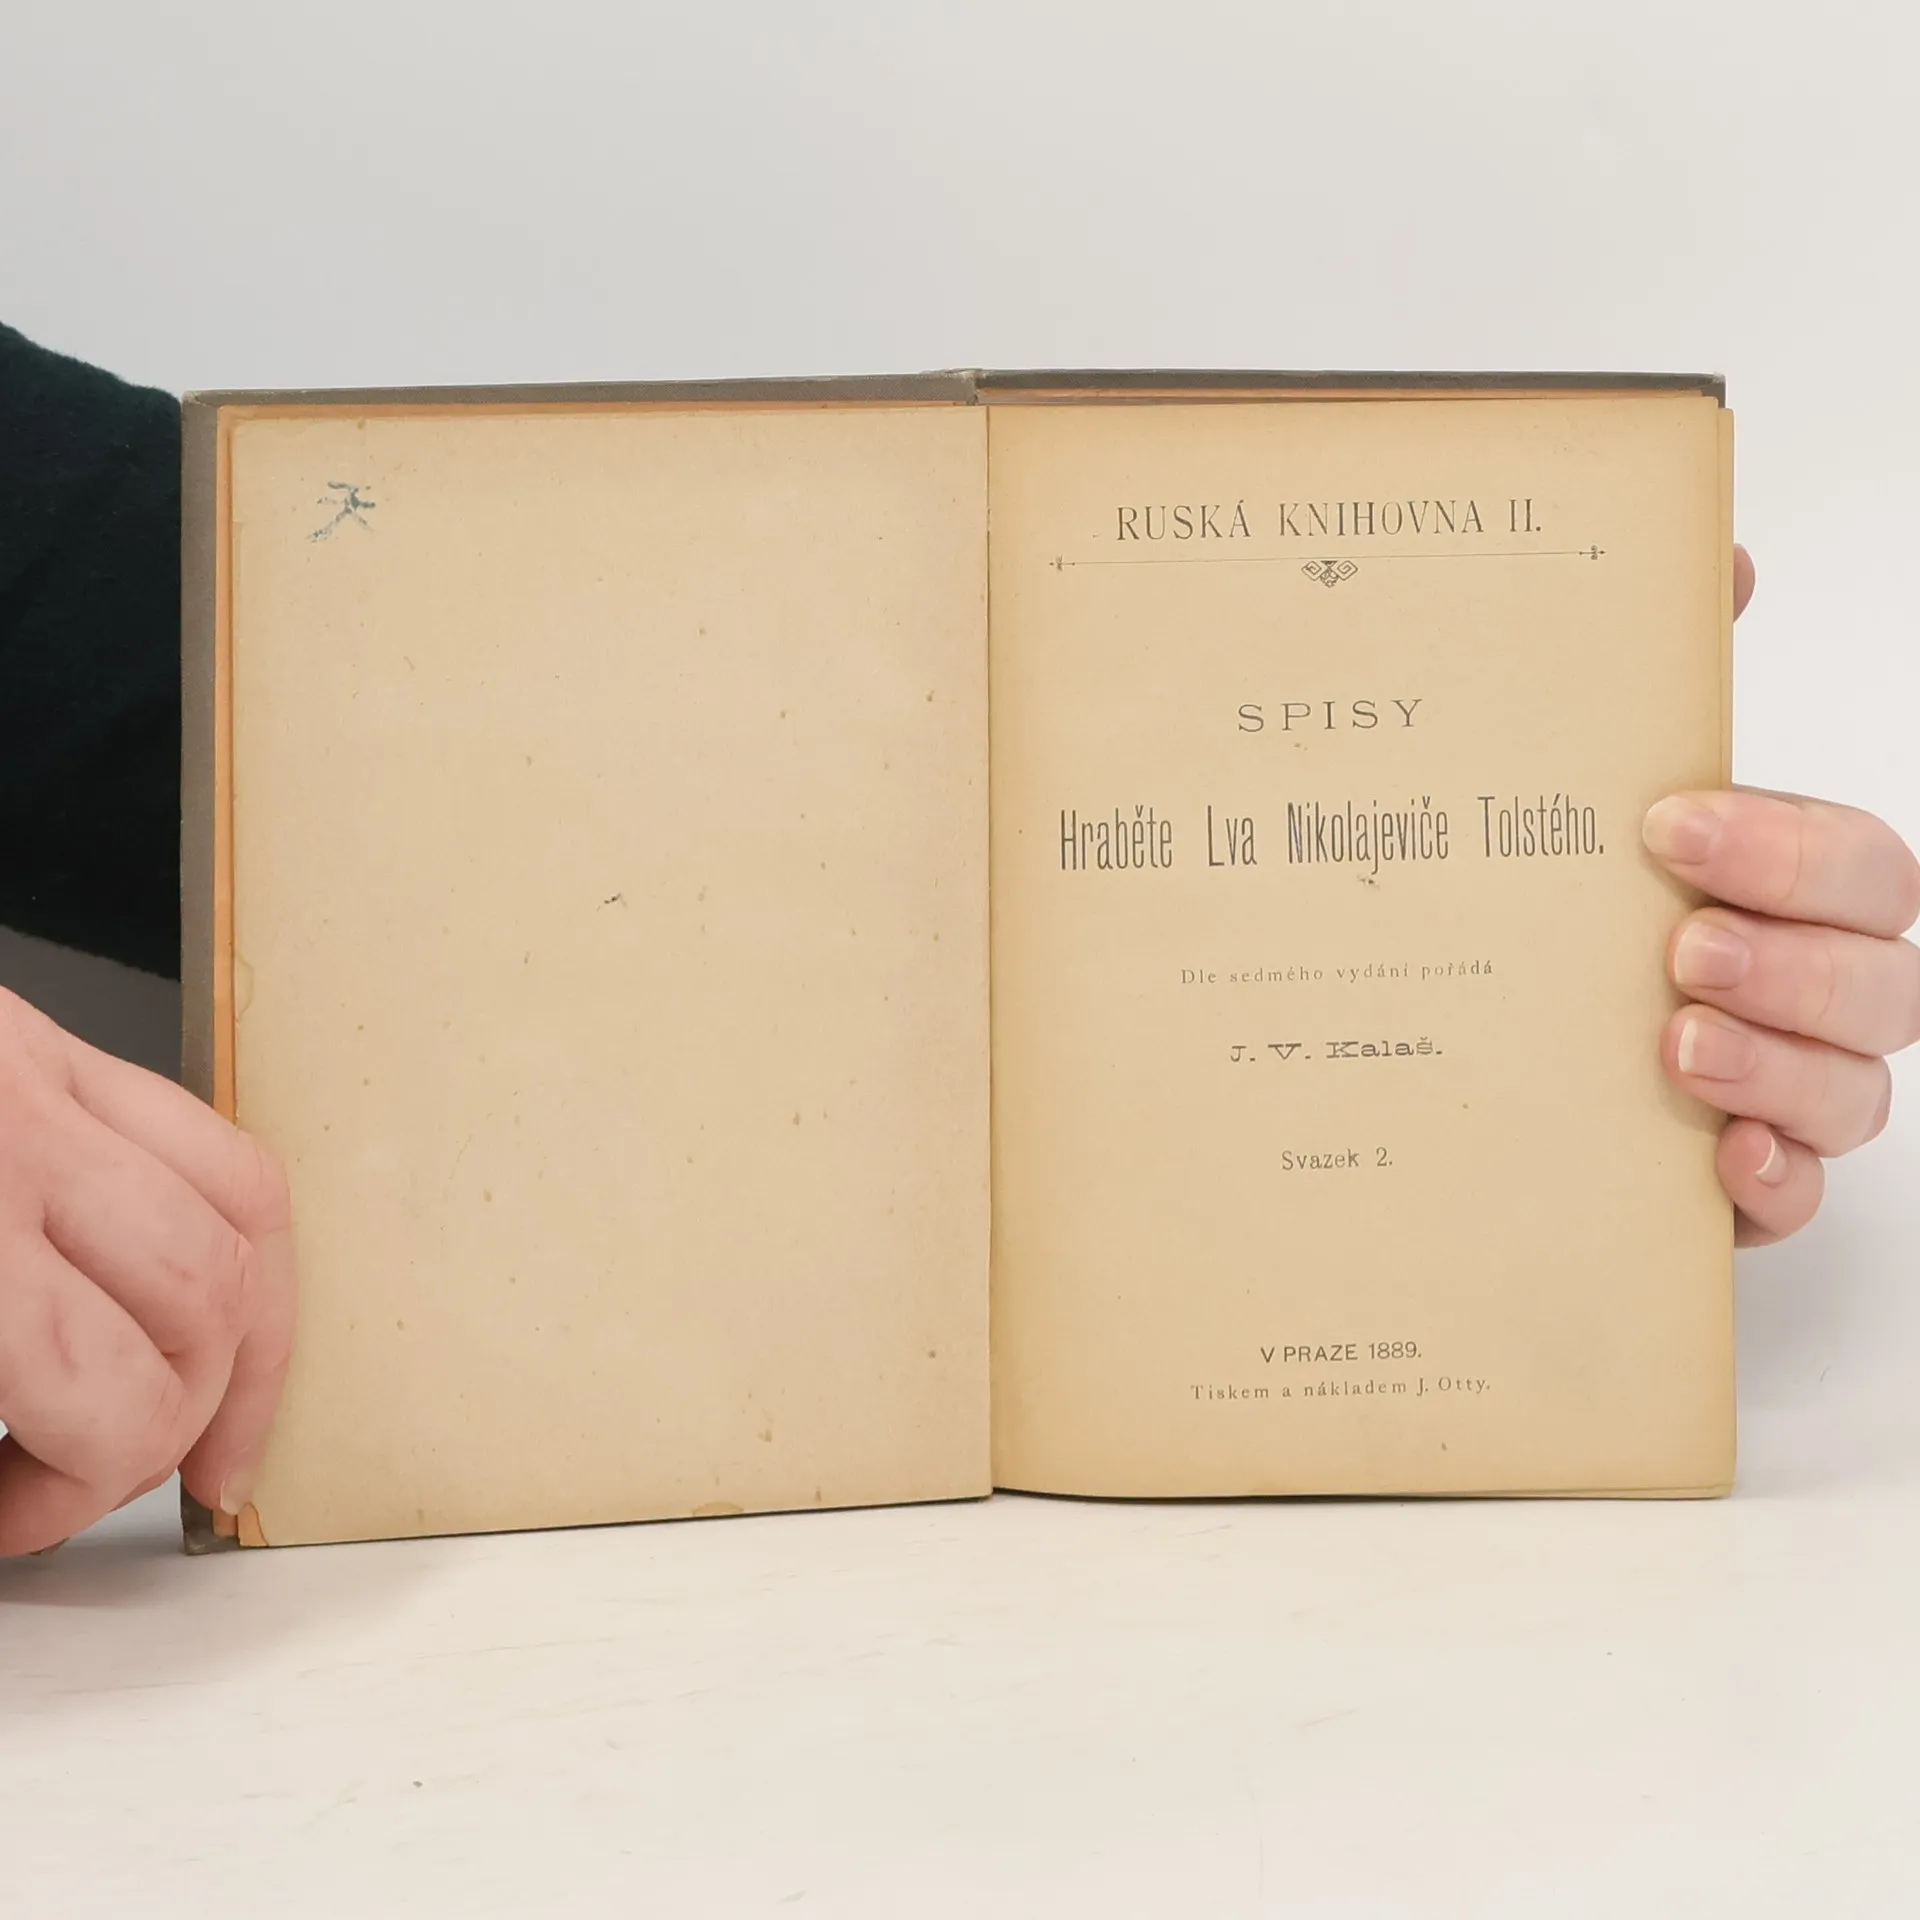 RUSKÁ KNIHOVNA II.
SPISY
Hraběte Lva Nikolajeviče Tolstého.
Dle sedmého vydání pořádá
J. V. Kalaš.
Svazek 2.
V PRAZE 1889.
Tiskem a nákladem J. Otty.